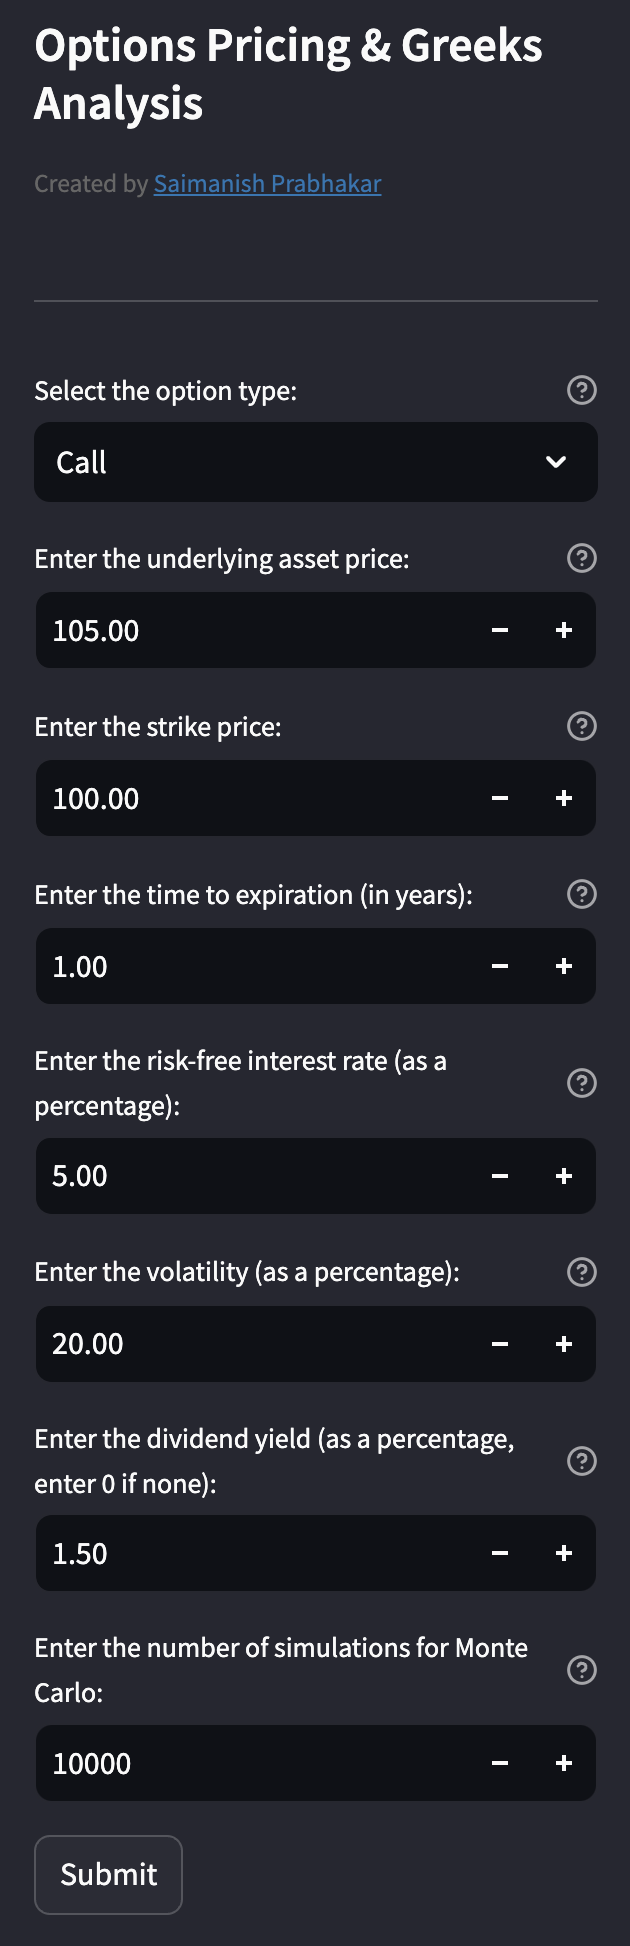 Options Pricing & Greeks
Analysis
Created by Saimanish Prabhakar
Select the option type:
Call
Enter the underlying asset price:
105.00
Enter the strike price:
100.00
Enter the time to expiration (in years):
1.00
Enter the risk-free interest rate (as a
percentage):
5.00
Enter the volatility (as a percentage):
20.00
Enter the dividend yield (as a percentage,
enter 0 if none):
1.50
Enter the number of simulations for Monte
Carlo:
10000
Submit